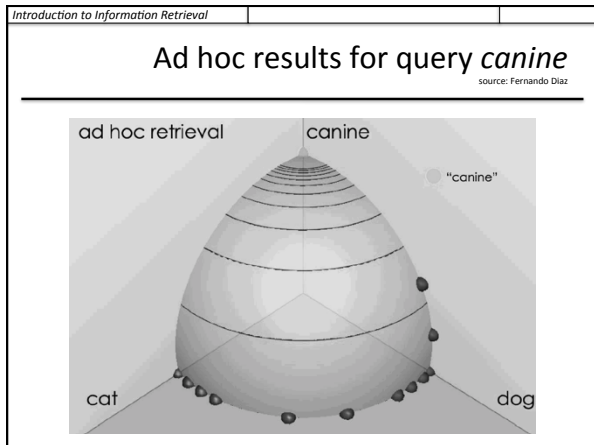 Introduction to Information Retrieval
Ad hoc results for query canine
source: Fernando Diaz
ad hoc retrieval
canine
"canine"
cat
dog